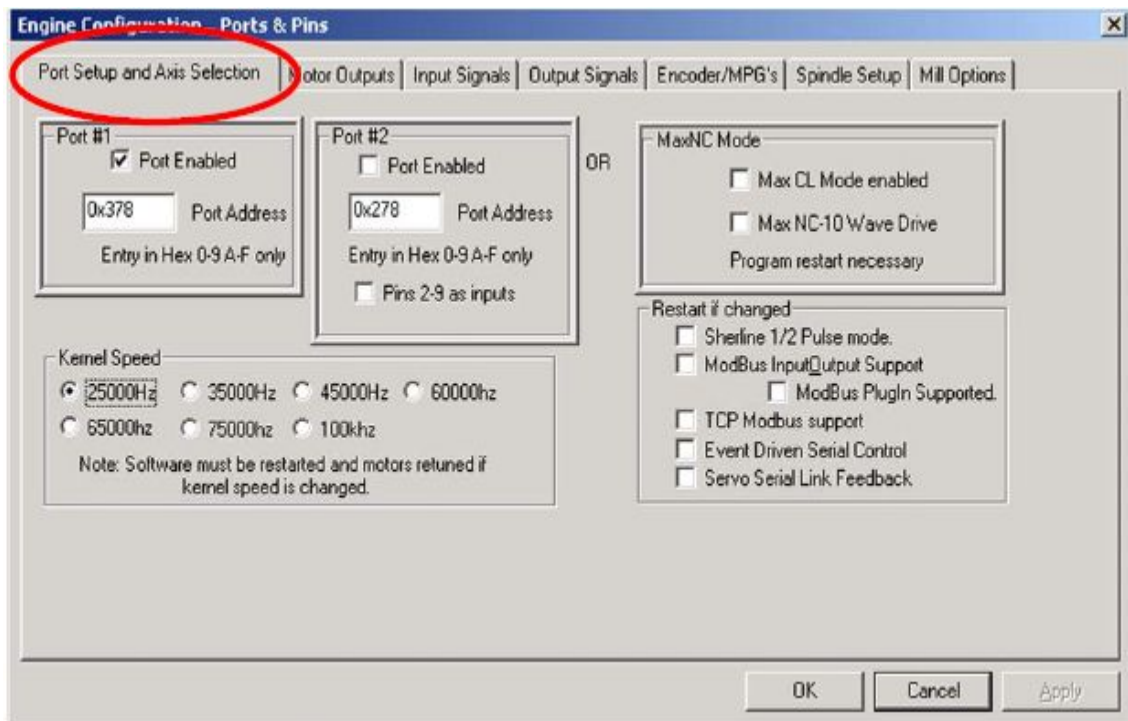 Engine Configuration - Ports & Pins
Port Setup and Axis Selection
Motor Outputs
Input Signals
Output Signals
Encoder/MPG's
Spindle Setup
Mill Options
Port #1
Port Enabled
0x378
Port Address
Entry in Hex 0-9 A-F only
Port #2
Port Enabled
0x278
Port Address
Entry in Hex 0-9 A-F only
Pins 2-9 as inputs
OR
MaxNC Mode
Max CL Mode enabled
Max NC-10 Wave Drive
Program restart necessary
Restart if changed
Sherline 1/2 Pulse mode.
ModBus InputOutput Support
ModBus PlugIn Supported.
TCP Modbus support
Event Driven Serial Control
Servo Serial Link Feedback
Kernel Speed
25000Hz
35000Hz
45000Hz
60000hz
65000hz
75000hz
100khz
Note: Software must be restarted and motors retuned if
kernel speed is changed.
OK
Cancel
Apply